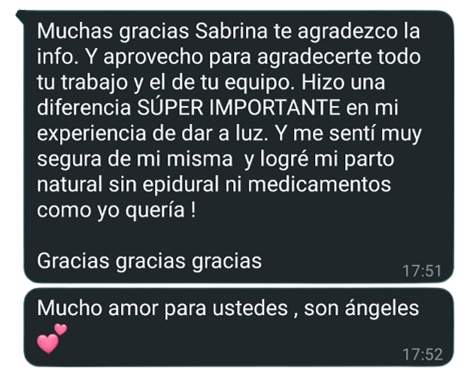 Muchas gracias Sabrina te agradezco la
info. Y aprovecho para agradecerte todo
tu trabajo y el de tu equipo. Hizo una
diferencia SÚPER IMPORTANTE en mi
experiencia de dar a luz. Y me sentí muy
segura de mi misma  y logré mi parto
natural sin epidural ni medicamentos
como yo quería !
Gracias gracias gracias
17:51
Mucho amor para ustedes , son ángeles
💕
17:52